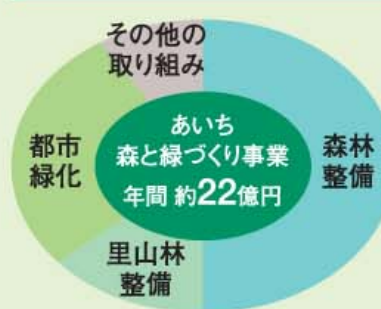 その他の
取り組み
あいち
森と緑づくり事業
年間 約22億円
都市
緑化
森林
整備
里山林
整備